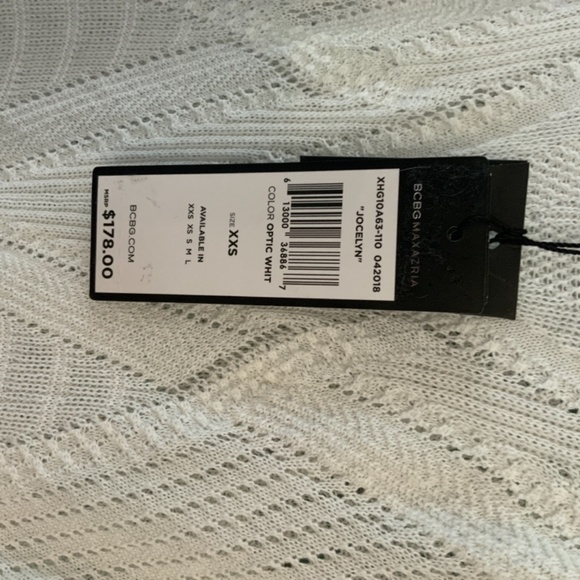 BCBGMAXAZRIA
XHG10A63-110 042018
"JOCELYN"
6 13000 36886 7
COLOR OPTIC WHIT
SIZE XXS
AVAILABLE IN
XXS XS S M L
BCBG.COM
MSRP $178.00